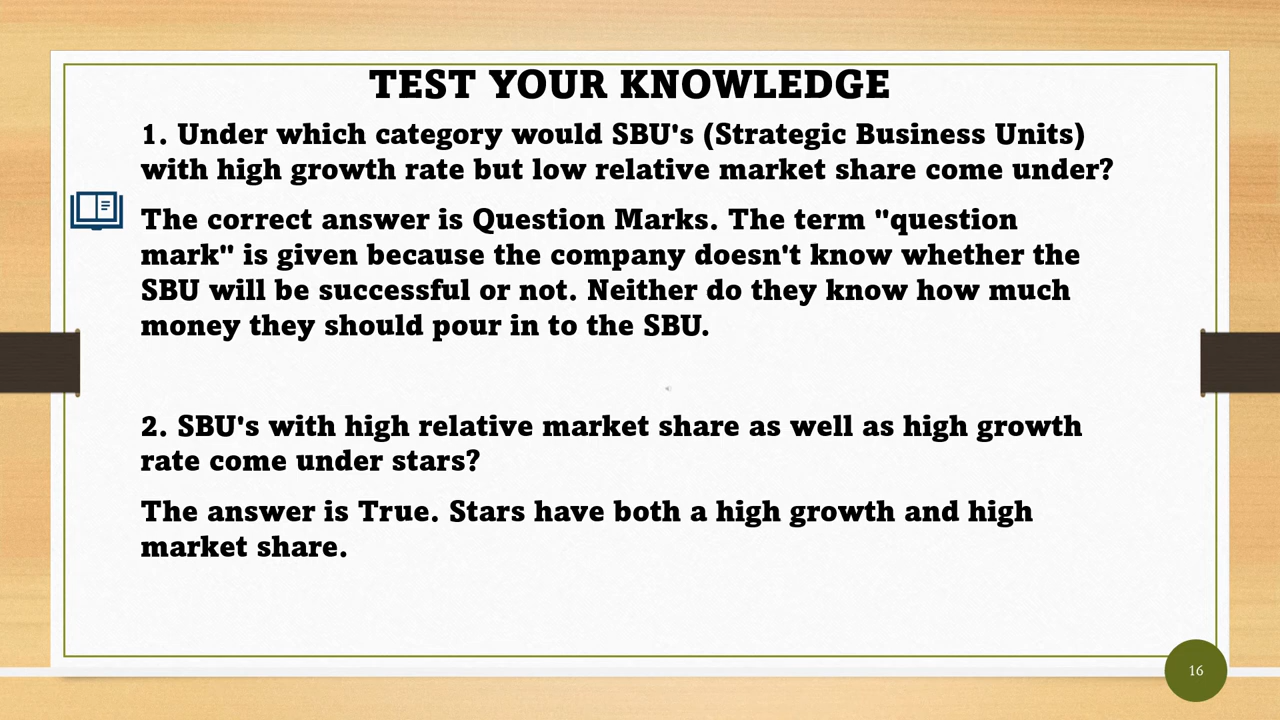 TEST YOUR KNOWLEDGE
1. Under which category would SBU's (Strategic Business Units)
with high growth rate but low relative market share come under?
The correct answer is Question Marks. The term "question
mark" is given because the company doesn't know whether the
SBU will be successful or not. Neither do they know how much
money they should pour in to the SBU.
2. SBU's with high relative market share as well as high growth
rate come under stars?
The answer is True. Stars have both a high growth and high
market share.
16